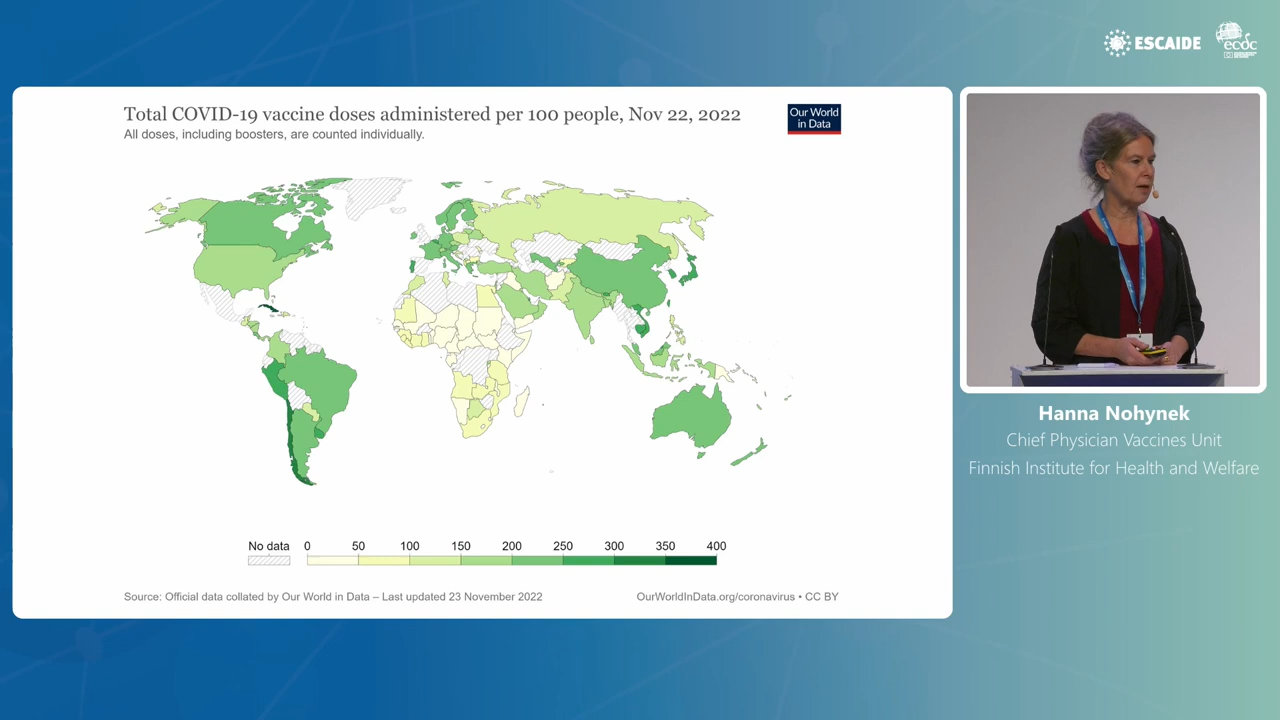 ESCAIDE
ecdc
Total COVID-19 vaccine doses administered per 100 people, Nov 22, 2022
All doses, including boosters, are counted individually.
Our World
in Data
No data 0 50 100 150 200 250 300 350 400
Source: Official data collated by Our World in Data – Last updated 23 November 2022
OurWorldInData.org/coronavirus • CC BY
Hanna Nohynek
Chief Physician Vaccines Unit
Finnish Institute for Health and Welfare